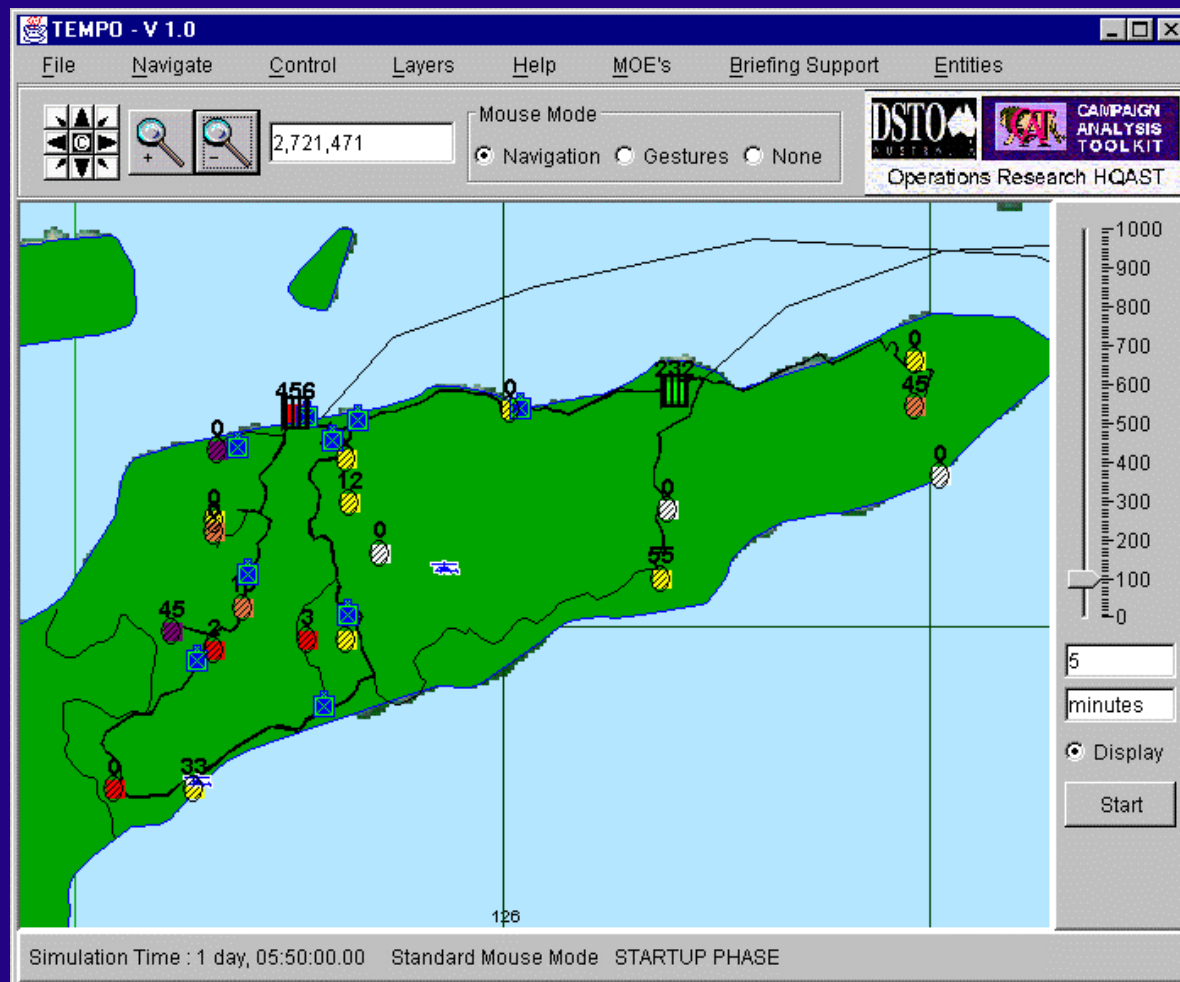 TEMPO - V 1.0
File Navigate Control Layers Help MOE's Briefing Support Entities
2,721,471
Mouse Mode
Navigation Gestures None
DSTO
AUSTRALIA
CAMPAIGN
ANALYSIS
TOOLKIT
Operations Research HQAST
C
+
-
1000
900
800
700
600
500
400
300
200
100
0
0
45
232
456
0
0
12
0
0
0
0
55
45
2
3
0
33
126
5
minutes
Display
Start
Simulation Time : 1 day, 05:50:00.00 Standard Mouse Mode STARTUP PHASE